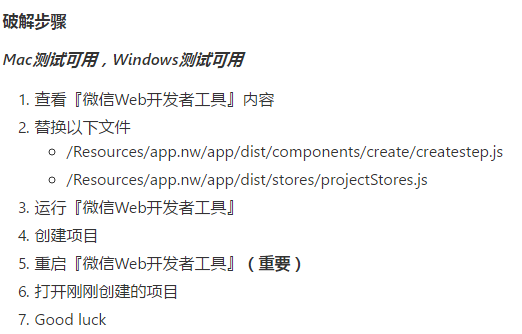 破解步骤
Mac测试可用，Windows测试可用
1. 查看『微信Web开发者工具』内容
2. 替换以下文件
/Resources/app.nw/app/dist/components/create/createstep.js
/Resources/app.nw/app/dist/stores/projectStores.js
3. 运行『微信Web开发者工具』
4. 创建项目
5. 重启『微信Web开发者工具』（重要）
6. 打开刚刚创建的项目
7. Good luck